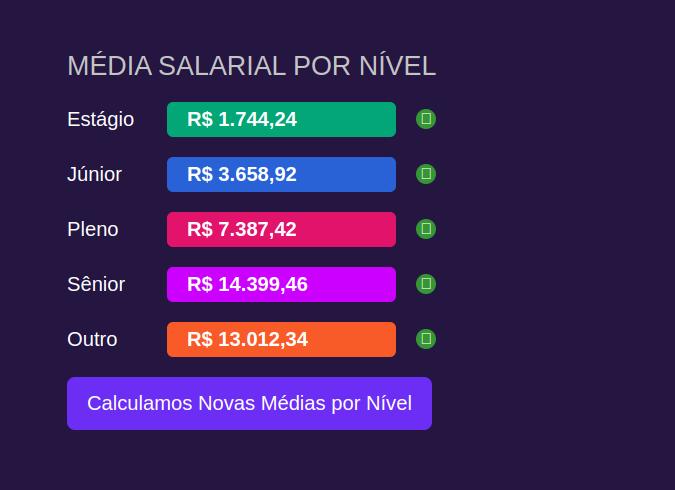 MÉDIA SALARIAL POR NÍVEL
Estágio R$ 1.744,24
Júnior R$ 3.658,92
Pleno R$ 7.387,42
Sênior R$ 14.399,46
Outro R$ 13.012,34
Calculamos Novas Médias por Nível